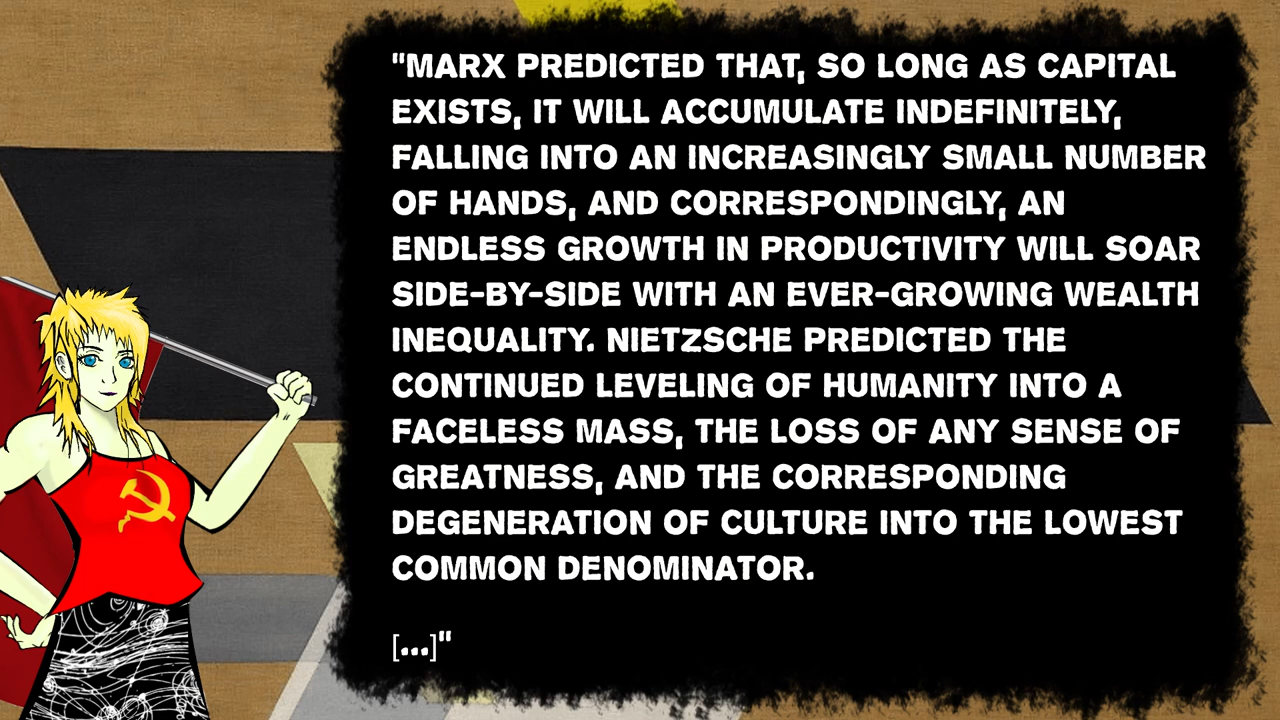 "MARX PREDICTED THAT, SO LONG AS CAPITAL
EXISTS, IT WILL ACCUMULATE INDEFINITELY,
FALLING INTO AN INCREASINGLY SMALL NUMBER
OF HANDS, AND CORRESPONDINGLY, AN
ENDLESS GROWTH IN PRODUCTIVITY WILL SOAR
SIDE-BY-SIDE WITH AN EVER-GROWING WEALTH
INEQUALITY. NIETZSCHE PREDICTED THE
CONTINUED LEVELING OF HUMANITY INTO A
FACELESS MASS, THE LOSS OF ANY SENSE OF
GREATNESS, AND THE CORRESPONDING
DEGENERATION OF CULTURE INTO THE LOWEST
COMMON DENOMINATOR.
[...]"